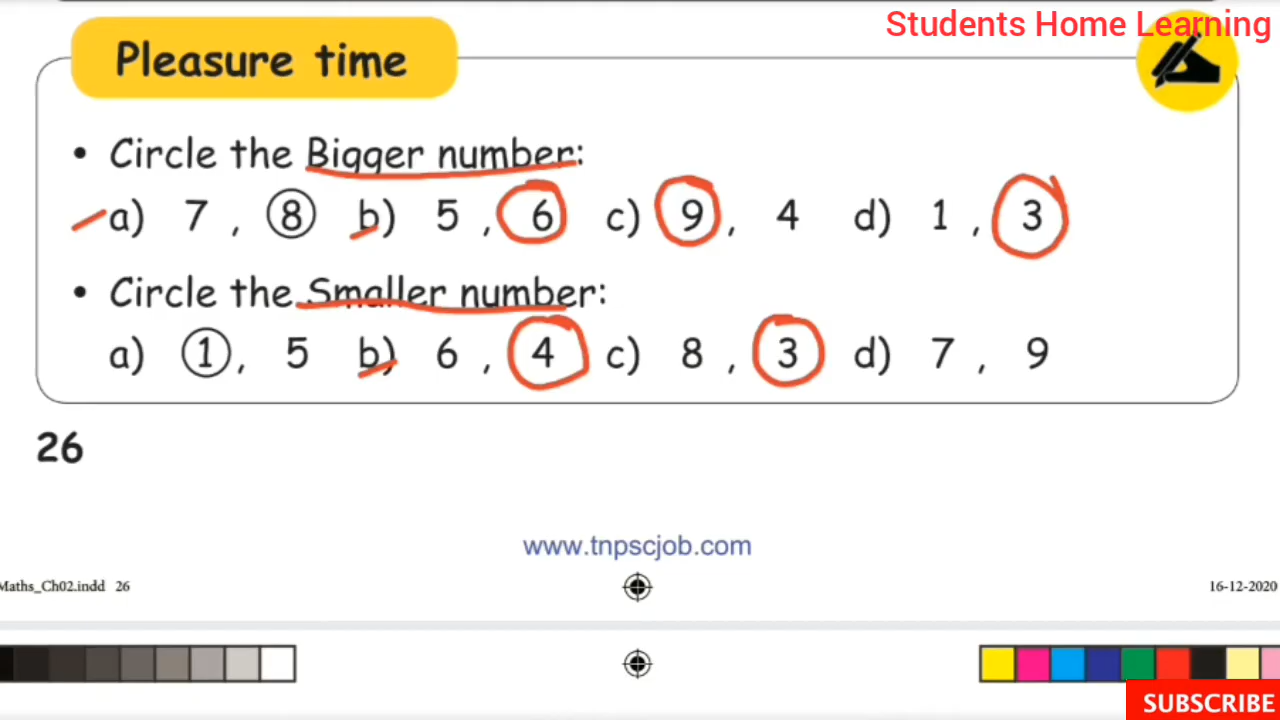 Students Home Learning
Pleasure time
• Circle the Bigger number:
a) 7 , 8 b) 5 , 6 c) 9 , 4 d) 1 , 3
• Circle the Smaller number:
a) 1 , 5 b) 6 , 4 c) 8 , 3 d) 7 , 9
26
www.tnpscjob.com
Maths_Ch02.indd 26 16-12-2020
SUBSCRIBE